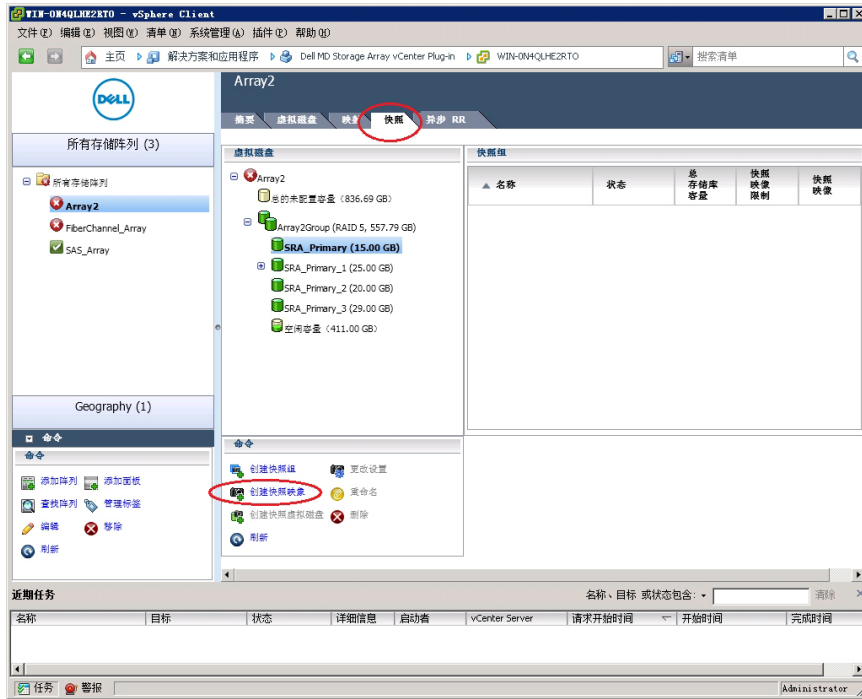 WIN-ON4QLHE2RTO - vSphere Client
文件(F) 编辑(E) 视图(V) 清单(N) 系统管理(A) 插件(P) 帮助(H)
主页 解决方案和应用程序 Dell MD Storage Array vCenter Plug-in WIN-0N4QLHE2RTO 搜索清单
DELL
所有存储阵列 (3)
所有存储阵列
Array2
FiberChannel_Array
SAS_Array
Geography (1)
命令
命令
添加阵列 添加面板
查找阵列 管理标签
编辑 移除
刷新
Array2
摘要 虚拟磁盘 映射 快照 异步 RR
虚拟磁盘
Array2
总的未配置容量 (836.69 GB)
Array2Group (RAID 5, 557.79 GB)
SRA_Primary (15.00 GB)
SRA_Primary_1 (25.00 GB)
SRA_Primary_2 (20.00 GB)
SRA_Primary_3 (29.00 GB)
空闲容量 (411.00 GB)
命令
创建快照组 更改设置
创建快照映象 重命名
创建快照虚拟磁盘 删除
刷新
快照组
名称 状态 总存储库容量 快照映像限制 快照映像
近期任务 名称、目标 或状态包含: 清除
名称 目标 状态 详细信息 启动者 vCenter Server 请求开始时间 开始时间 完成时间
任务 警报 Administrator